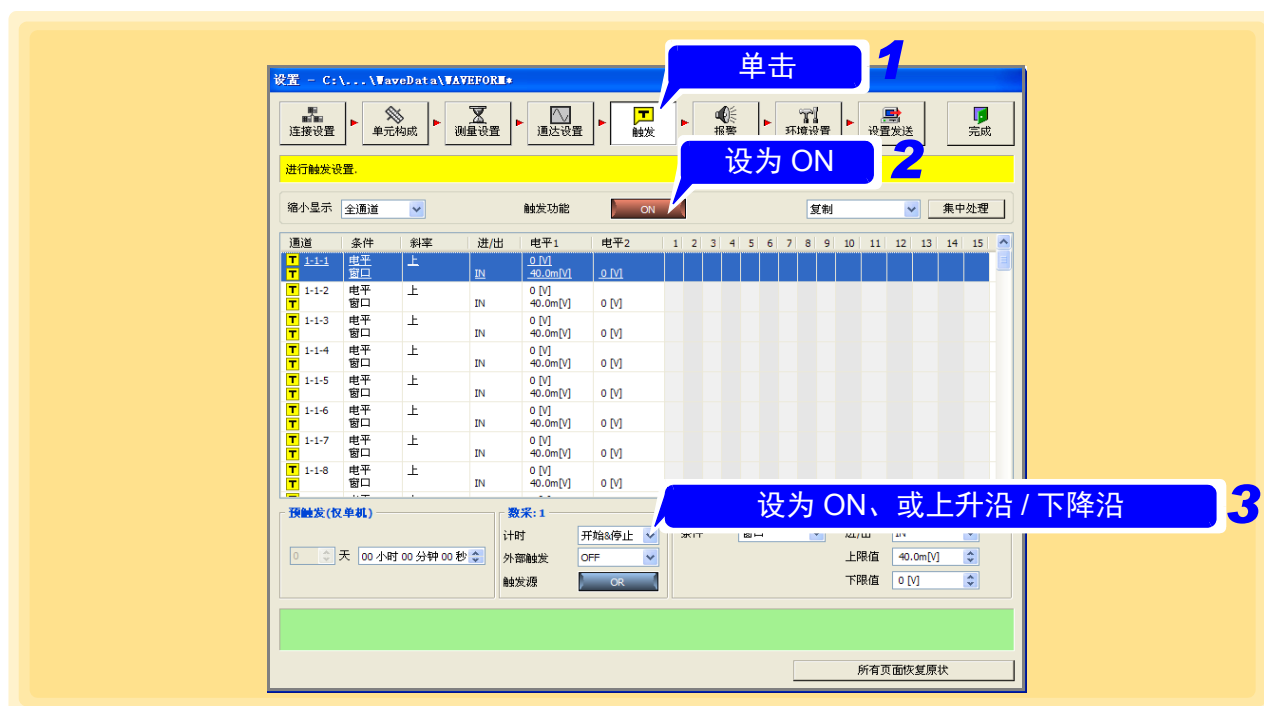 单击 1
设置 - C:\...\WaveData\WAVEFORM*
连接设置 单元构成 测量设置 通达设置 触发 报警 环境设置 设置发送 完成
设为 ON 2
进行触发设置.
缩小显示 全通道 触发功能 ON 复制 集中处理
通道 条件 斜率 进/出 电平1 电平2 1 2 3 4 5 6 7 8 9 10 11 12 13 14 15
T 1-1-1 电平 上 0 [V]
T 窗口 IN 40.0m[V] 0 [V]
T 1-1-2 电平 上 0 [V]
T 窗口 IN 40.0m[V] 0 [V]
T 1-1-3 电平 上 0 [V]
T 窗口 IN 40.0m[V] 0 [V]
T 1-1-4 电平 上 0 [V]
T 窗口 IN 40.0m[V] 0 [V]
T 1-1-5 电平 上 0 [V]
T 窗口 IN 40.0m[V] 0 [V]
T 1-1-6 电平 上 0 [V]
T 窗口 IN 40.0m[V] 0 [V]
T 1-1-7 电平 上 0 [V]
T 窗口 IN 40.0m[V] 0 [V]
T 1-1-8 电平 上 0 [V]
T 窗口 IN 40.0m[V] 0 [V]
设为 ON、或上升沿 / 下降沿 3
预触发(仅单机)
0 天 00 小时 00 分钟 00 秒
数采: 1
计时 开始&停止
外部触发 OFF
触发源 OR
上限值 40.0m[V]
下限值 0 [V]
所有页面恢复原状